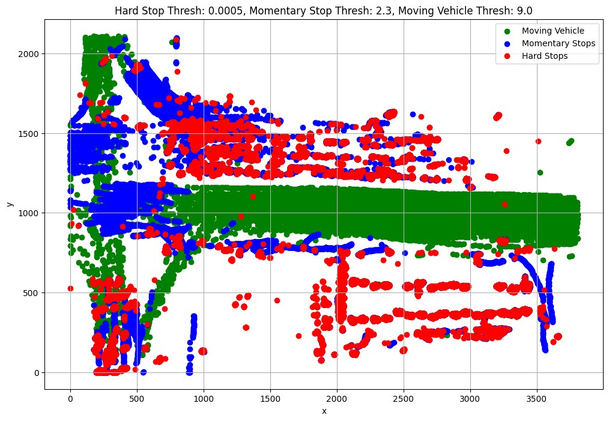 Hard Stop Thresh: 0.0005, Momentary Stop Thresh: 2.3, Moving Vehicle Thresh: 9.0
Moving Vehicle
Momentary Stops
Hard Stops
2000
1500
1000
500
0
y
0 500 1000 1500 2000 2500 3000 3500
x